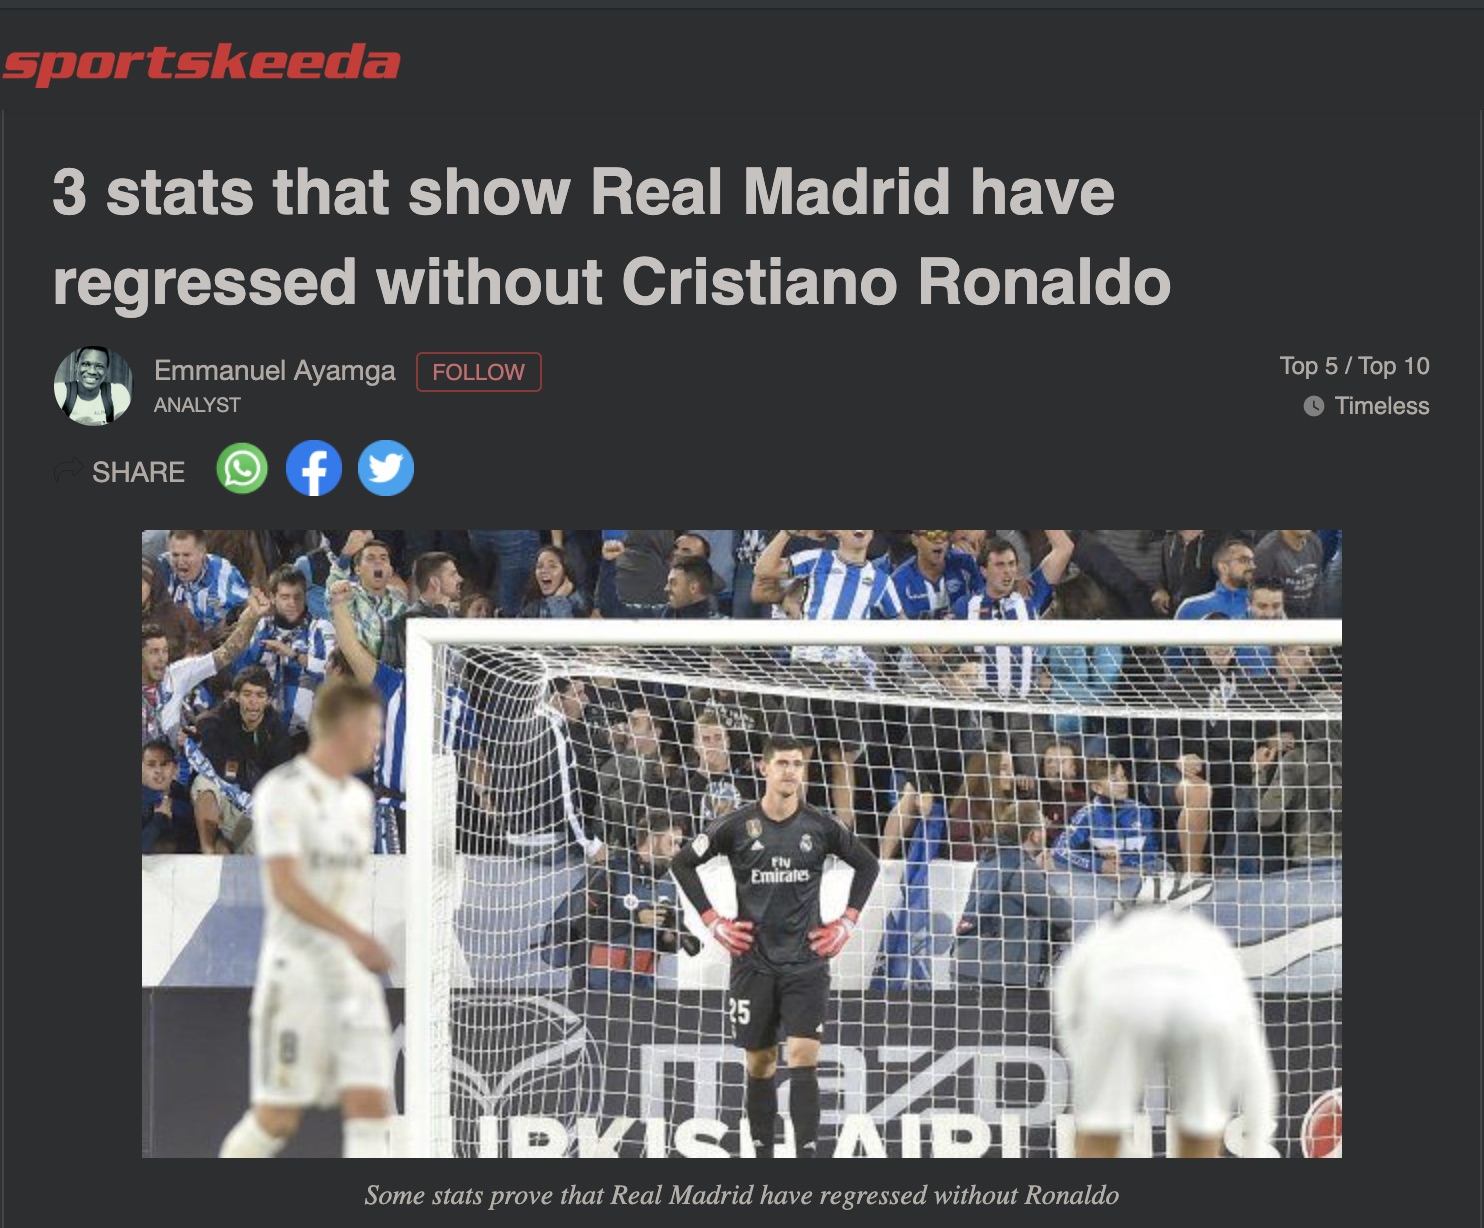 sportskeeda
3 stats that show Real Madrid have
regressed without Cristiano Ronaldo
Emmanuel Ayamga
FOLLOW
ANALYST
Top 5 / Top 10
Timeless
SHARE
Fly
Emirates
25
8
Some stats prove that Real Madrid have regressed without Ronaldo